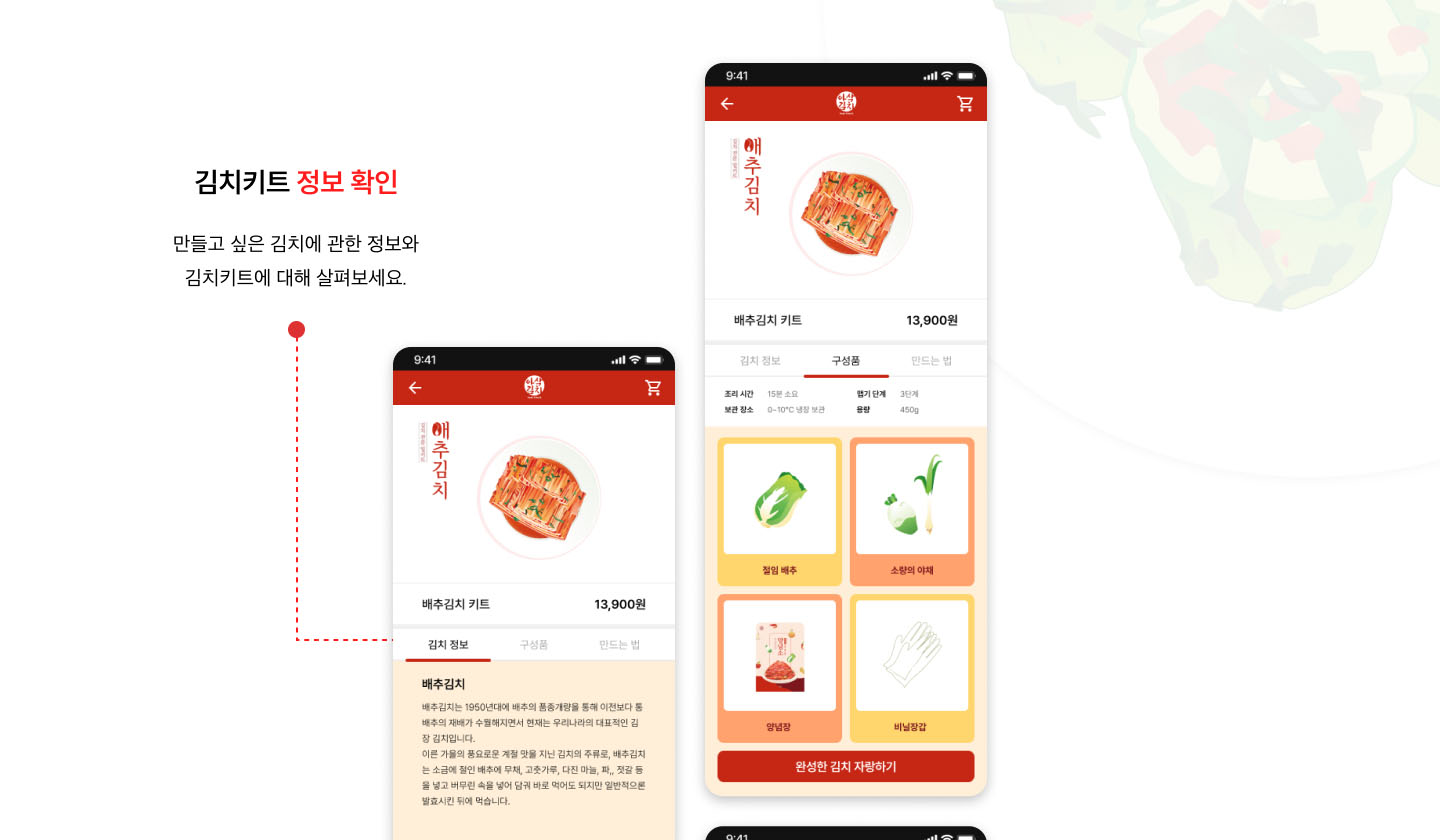 김치키트 정보 확인
만들고 싶은 김치에 관한 정보와
김치키트에 대해 살펴보세요.
9:41
배추김치
배추김치 키트
13,900원
김치 정보
구성품
만드는 법
배추김치
배추김치는 1950년대에 배추의 품종개량을 통해 이전보다 통
배추의 재배가 수월해지면서 현재는 우리나라의 대표적인 김
장 김치입니다.
이른 가을의 풍요로운 계절 맛을 지닌 김치의 주류로, 배추김치
는 소금에 절인 배추에 무채, 고춧가루, 다진 마늘, 파,, 젓갈 등
을 넣고 버무린 속을 넣어 담궈 바로 먹어도 되지만 일반적으론
발효시킨 뒤에 먹습니다.
9:41
배추김치
배추김치 키트
13,900원
김치 정보
구성품
만드는 법
조리 시간 15분 소요
맵기 단계 3단계
보관 장소 0~10°C 냉장 보관
용량 450g
절임 배추
소량의 야채
양념장
비닐장갑
완성한 김치 자랑하기
9:41